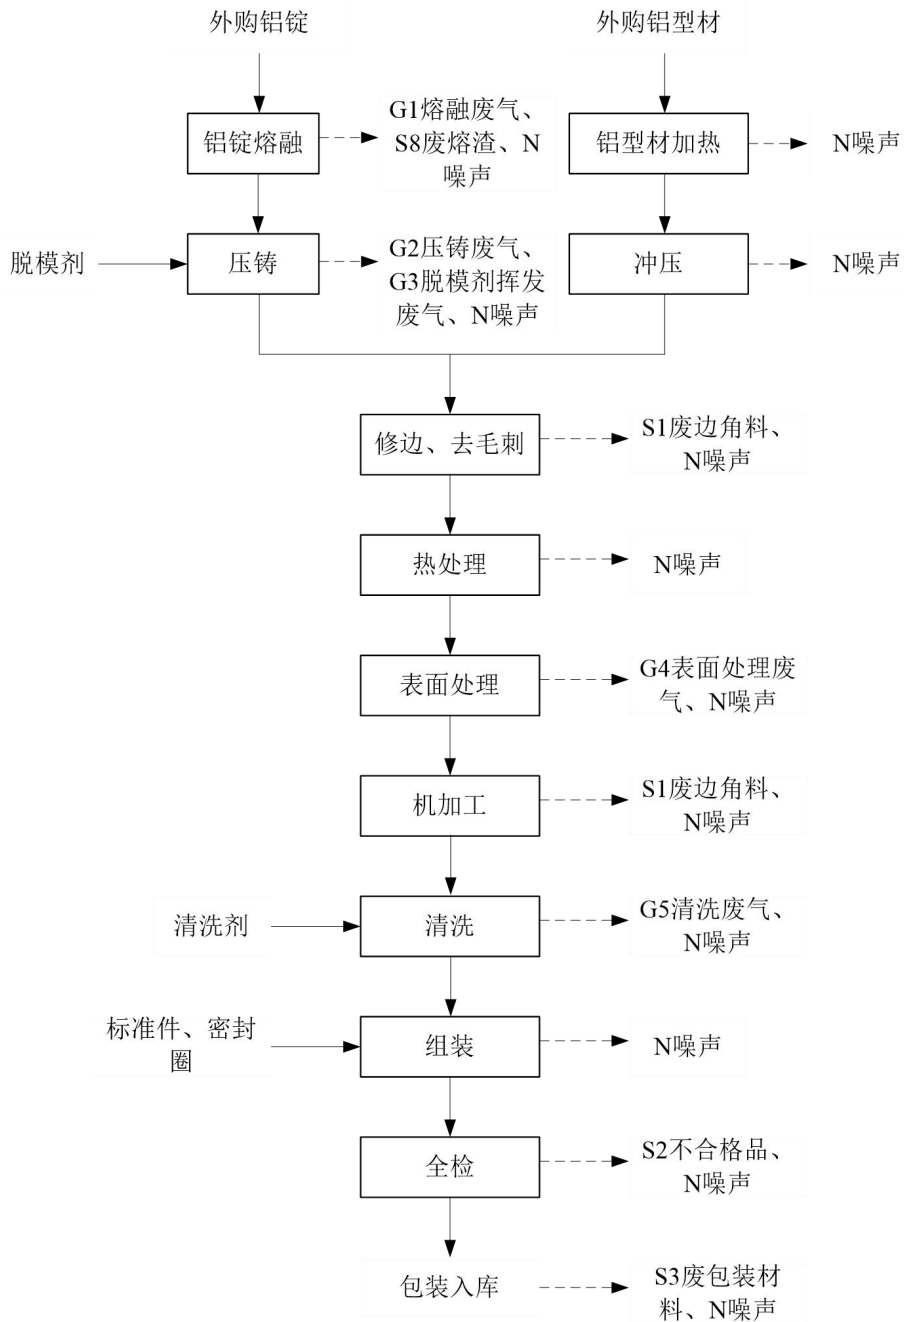 外购铝锭
外购铝型材
铝锭熔融
G1熔融废气、
S8废熔渣、N
噪声
铝型材加热
N噪声
脱模剂
压铸
G2压铸废气、
G3脱模剂挥发
废气、N噪声
冲压
N噪声
修边、去毛刺
S1废边角料、
N噪声
热处理
N噪声
表面处理
G4表面处理废
气、N噪声
机加工
S1废边角料、
N噪声
清洗剂
清洗
G5清洗废气、
N噪声
标准件、密封
圈
组装
N噪声
全检
S2不合格品、
N噪声
包装入库
S3废包装材
料、N噪声